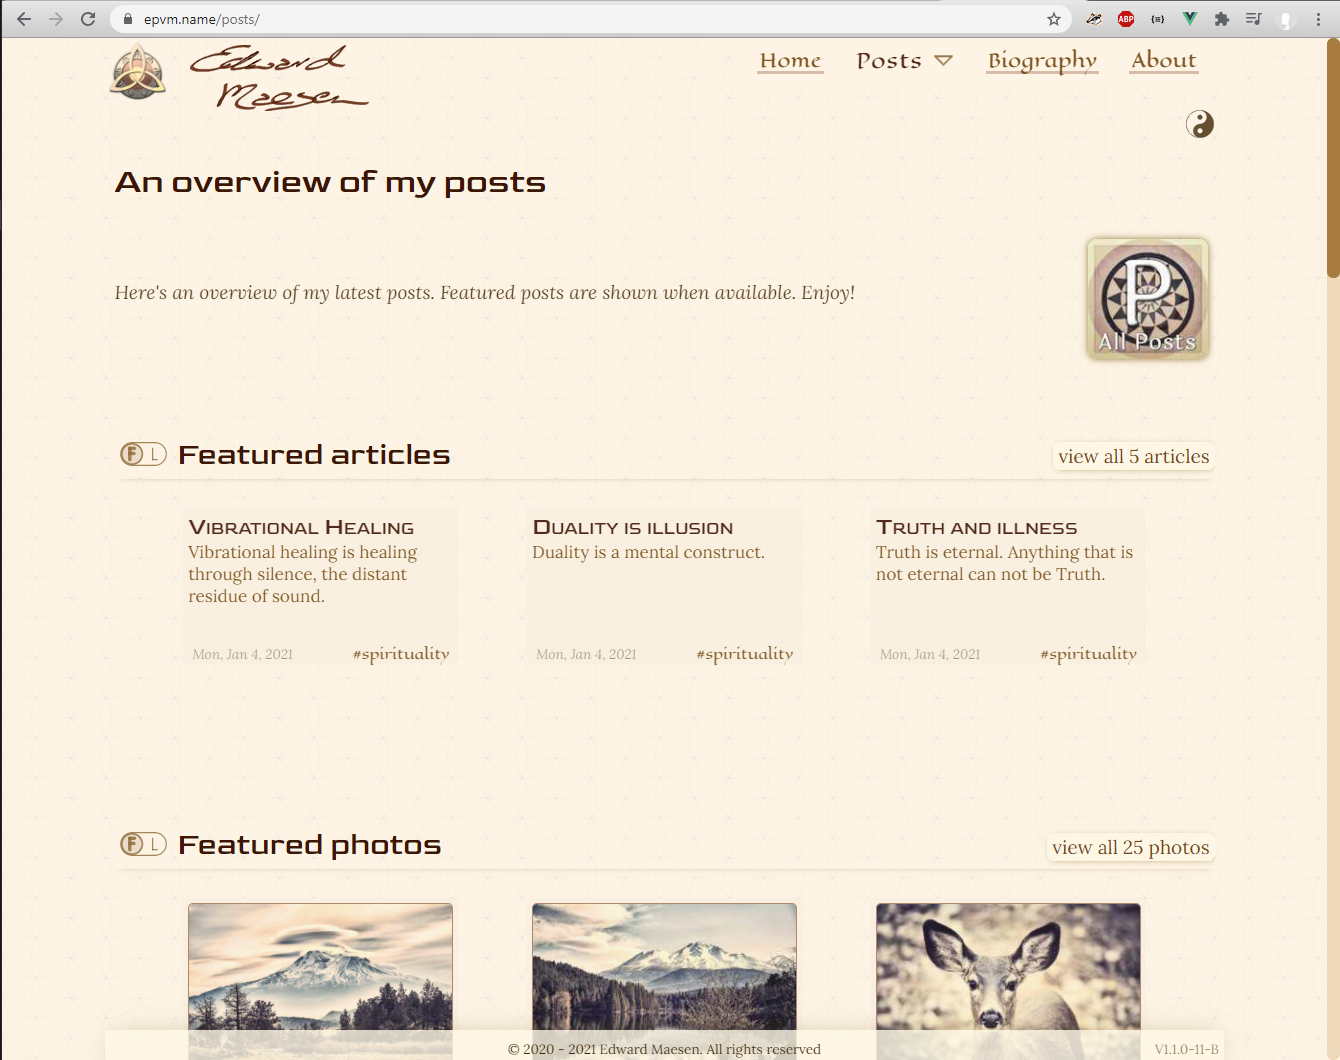 epvm.name/posts/
ABP
Edward
Maesen
Home Posts Biography About
An overview of my posts
Here's an overview of my latest posts. Featured posts are shown when available. Enjoy!
P
All Posts
F L Featured articles view all 5 articles
Vibrational Healing
Vibrational healing is healing
through silence, the distant
residue of sound.
Mon, Jan 4, 2021 #spirituality
Duality is illusion
Duality is a mental construct.
Mon, Jan 4, 2021 #spirituality
Truth and illness
Truth is eternal. Anything that is
not eternal can not be Truth.
Mon, Jan 4, 2021 #spirituality
F L Featured photos view all 25 photos
© 2020 - 2021 Edward Maesen. All rights reserved V1.1.0-11-B